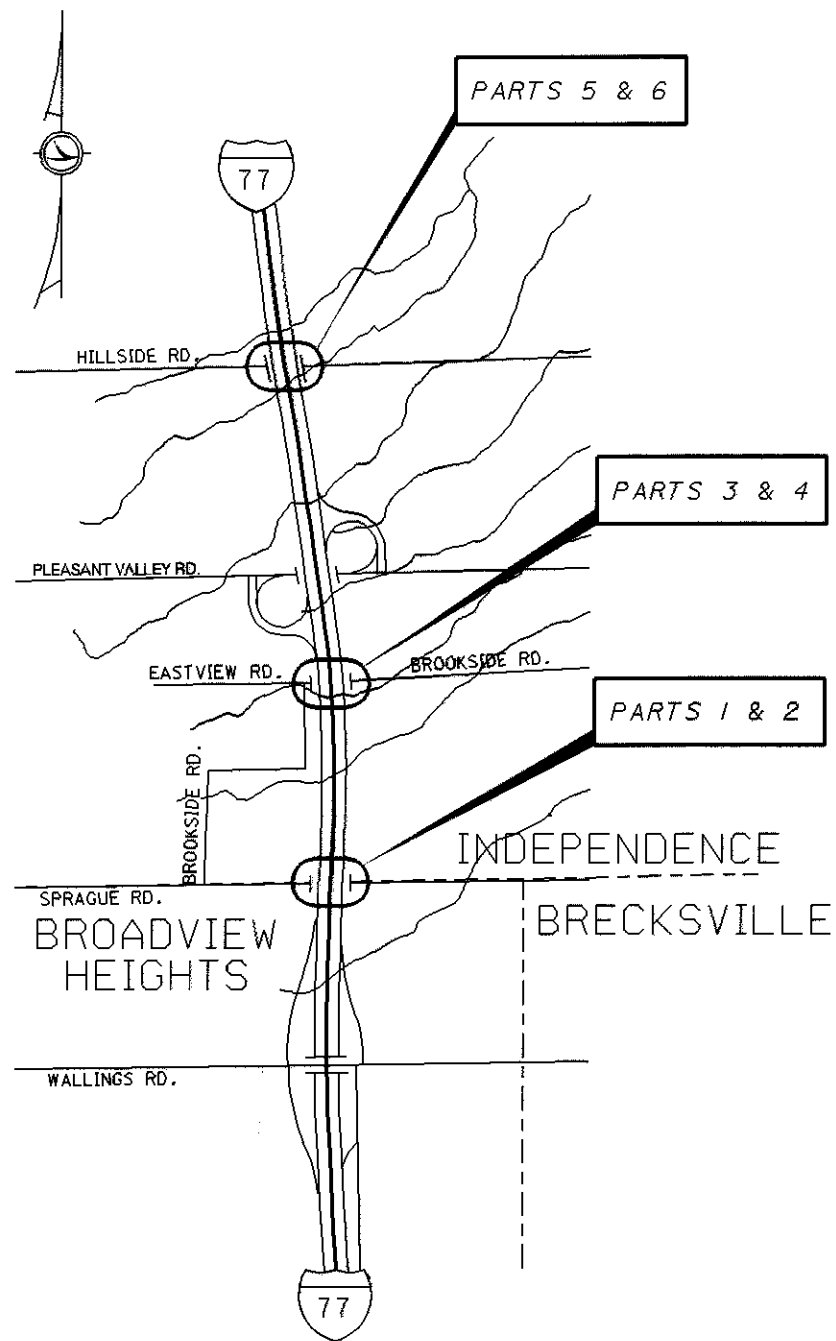 PARTS 5 & 6
77
HILLSIDE RD.
PARTS 3 & 4
PLEASANT VALLEY RD.
EASTVIEW RD.
BROOKSIDE RD.
PARTS 1 & 2
BROOKSIDE RD.
INDEPENDENCE
SPRAGUE RD.
BROADVIEW
HEIGHTS
BRECKSVILLE
WALLINGS RD.
77